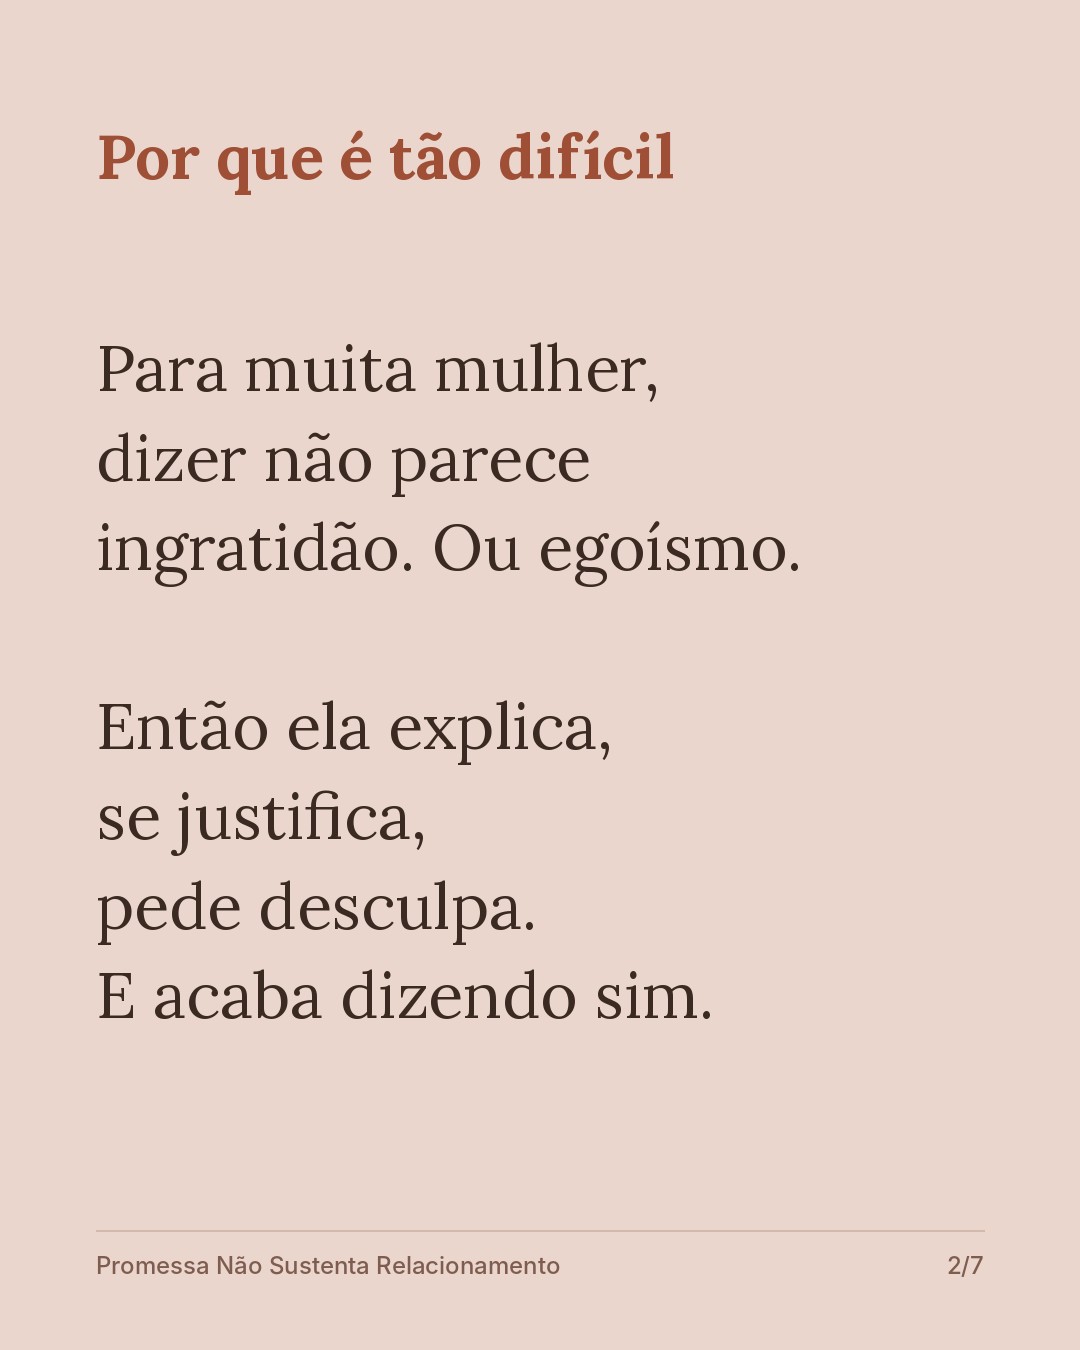 Por que é tão difícil
Para muita mulher,
dizer não parece
ingratidão. Ou egoísmo.
Então ela explica,
se justifica,
pede desculpa.
E acaba dizendo sim.
Promessa Não Sustenta Relacionamento
2/7